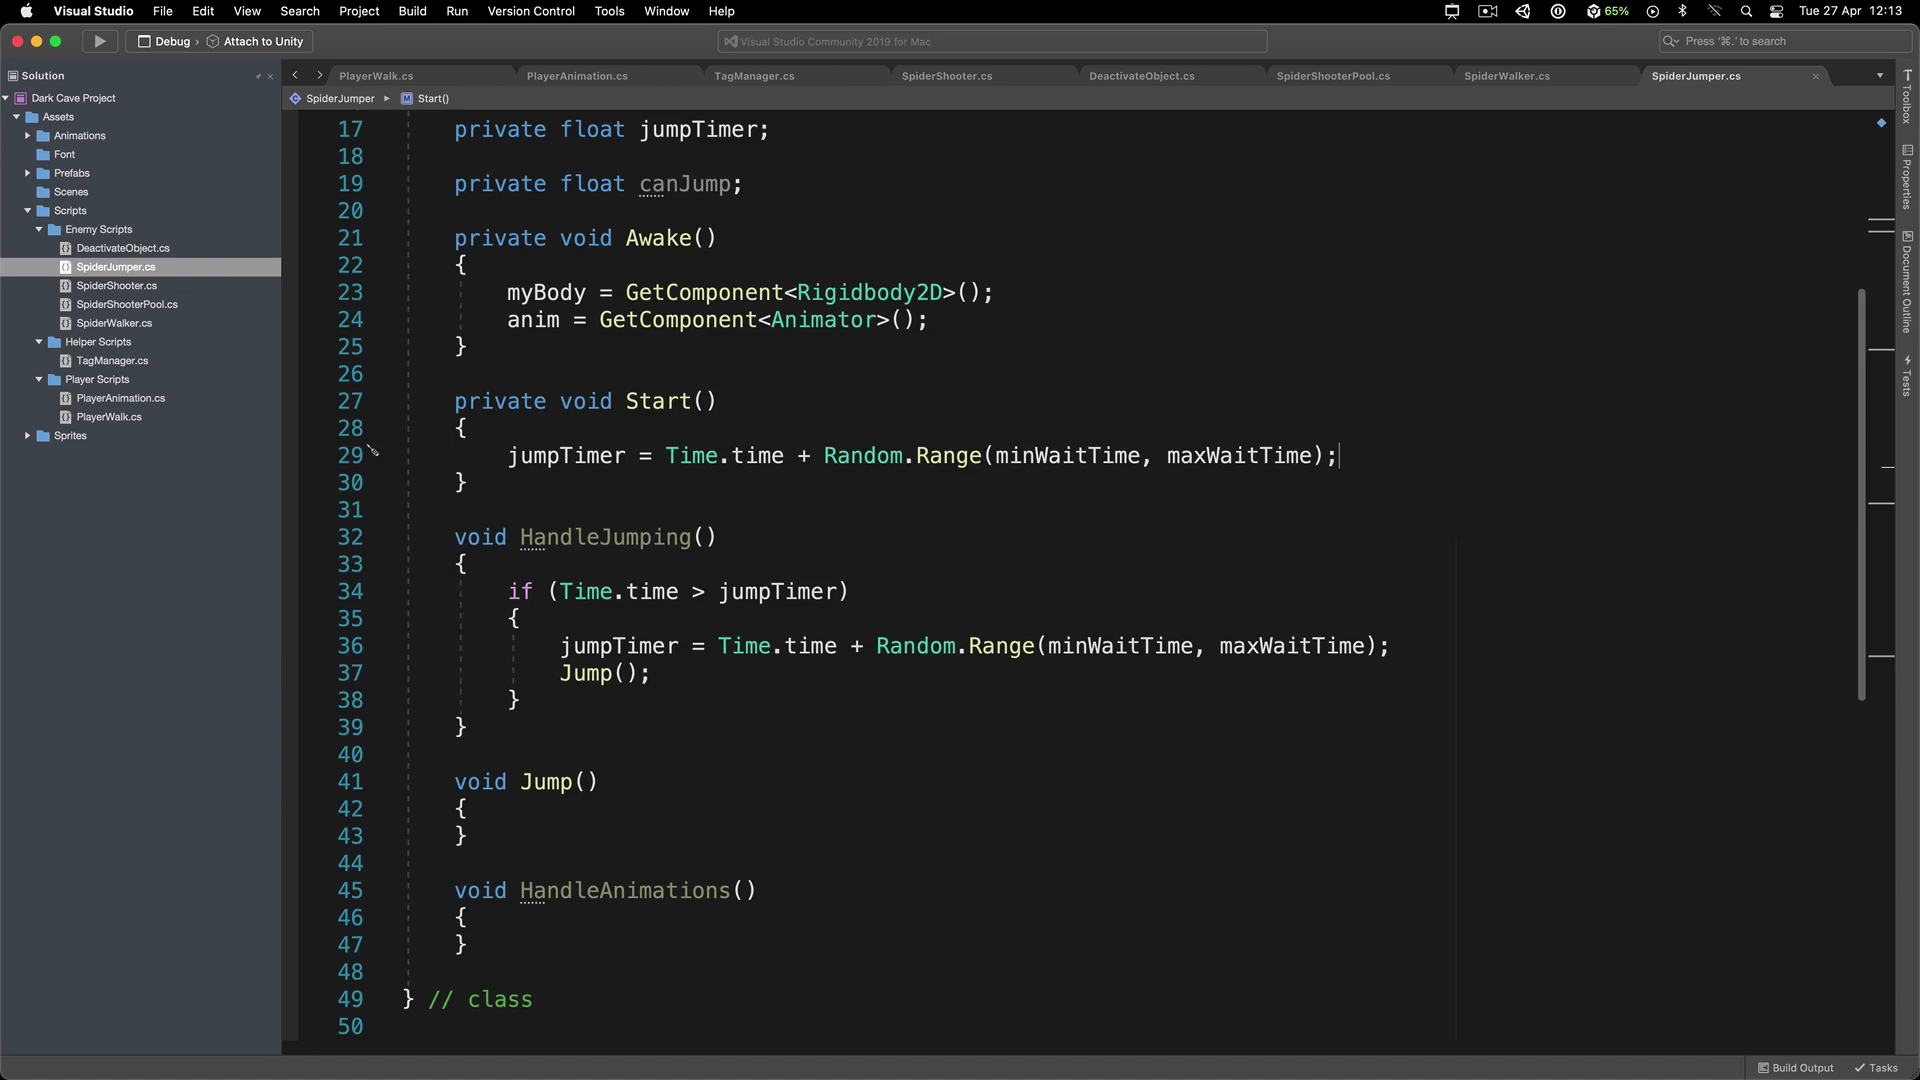 Visual Studio File Edit View Search Project Build Run Version Control Tools Window Help 65% Tue 27 Apr 12:13
Debug › Attach to Unity Visual Studio Community 2019 for Mac Press '⌘.' to search
Solution
Dark Cave Project
Assets
Animations
Font
Prefabs
Scenes
Scripts
Enemy Scripts
DeactivateObject.cs
SpiderJumper.cs
SpiderShooter.cs
SpiderShooterPool.cs
SpiderWalker.cs
Helper Scripts
TagManager.cs
Player Scripts
PlayerAnimation.cs
PlayerWalk.cs
Sprites
PlayerWalk.cs PlayerAnimation.cs TagManager.cs SpiderShooter.cs DeactivateObject.cs SpiderShooterPool.cs SpiderWalker.cs SpiderJumper.cs
SpiderJumper Start()
17 private float jumpTimer;
18
19 private float canJump;
20
21 private void Awake()
22 {
23 myBody = GetComponent<Rigidbody2D>();
24 anim = GetComponent<Animator>();
25 }
26
27 private void Start()
28 {
29 jumpTimer = Time.time + Random.Range(minWaitTime, maxWaitTime);
30 }
31
32 void HandleJumping()
33 {
34 if (Time.time > jumpTimer)
35 {
36 jumpTimer = Time.time + Random.Range(minWaitTime, maxWaitTime);
37 Jump();
38 }
39 }
40
41 void Jump()
42 {
43 }
44
45 void HandleAnimations()
46 {
47 }
48
49 } // class
50
Toolbox
Properties
Document Outline
Tests
Build Output Tasks